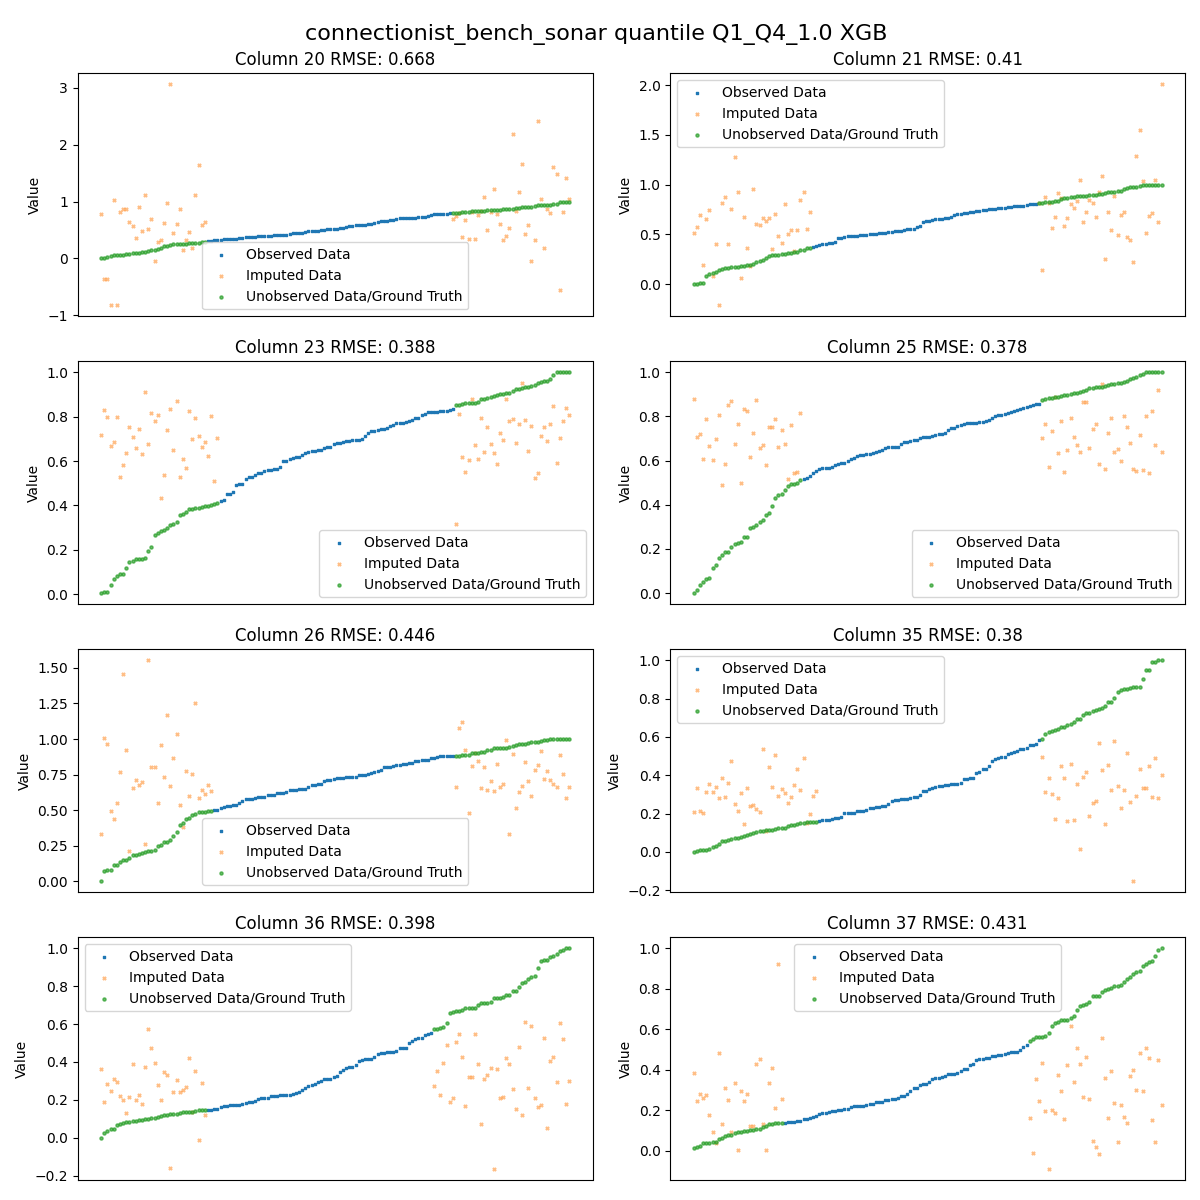 connectionist_bench_sonar quantile Q1_Q4_1.0 XGB
Column 20 RMSE: 0.668
Value
3
2
1
0
−1
Observed Data
Imputed Data
Unobserved Data/Ground Truth
Column 21 RMSE: 0.41
Value
2.0
1.5
1.0
0.5
0.0
Observed Data
Imputed Data
Unobserved Data/Ground Truth
Column 23 RMSE: 0.388
Value
1.0
0.8
0.6
0.4
0.2
0.0
Observed Data
Imputed Data
Unobserved Data/Ground Truth
Column 25 RMSE: 0.378
Value
1.0
0.8
0.6
0.4
0.2
0.0
Observed Data
Imputed Data
Unobserved Data/Ground Truth
Column 26 RMSE: 0.446
Value
1.50
1.25
1.00
0.75
0.50
0.25
0.00
Observed Data
Imputed Data
Unobserved Data/Ground Truth
Column 35 RMSE: 0.38
Value
1.0
0.8
0.6
0.4
0.2
0.0
−0.2
Observed Data
Imputed Data
Unobserved Data/Ground Truth
Column 36 RMSE: 0.398
Value
1.0
0.8
0.6
0.4
0.2
0.0
−0.2
Observed Data
Imputed Data
Unobserved Data/Ground Truth
Column 37 RMSE: 0.431
Value
1.0
0.8
0.6
0.4
0.2
0.0
Observed Data
Imputed Data
Unobserved Data/Ground Truth